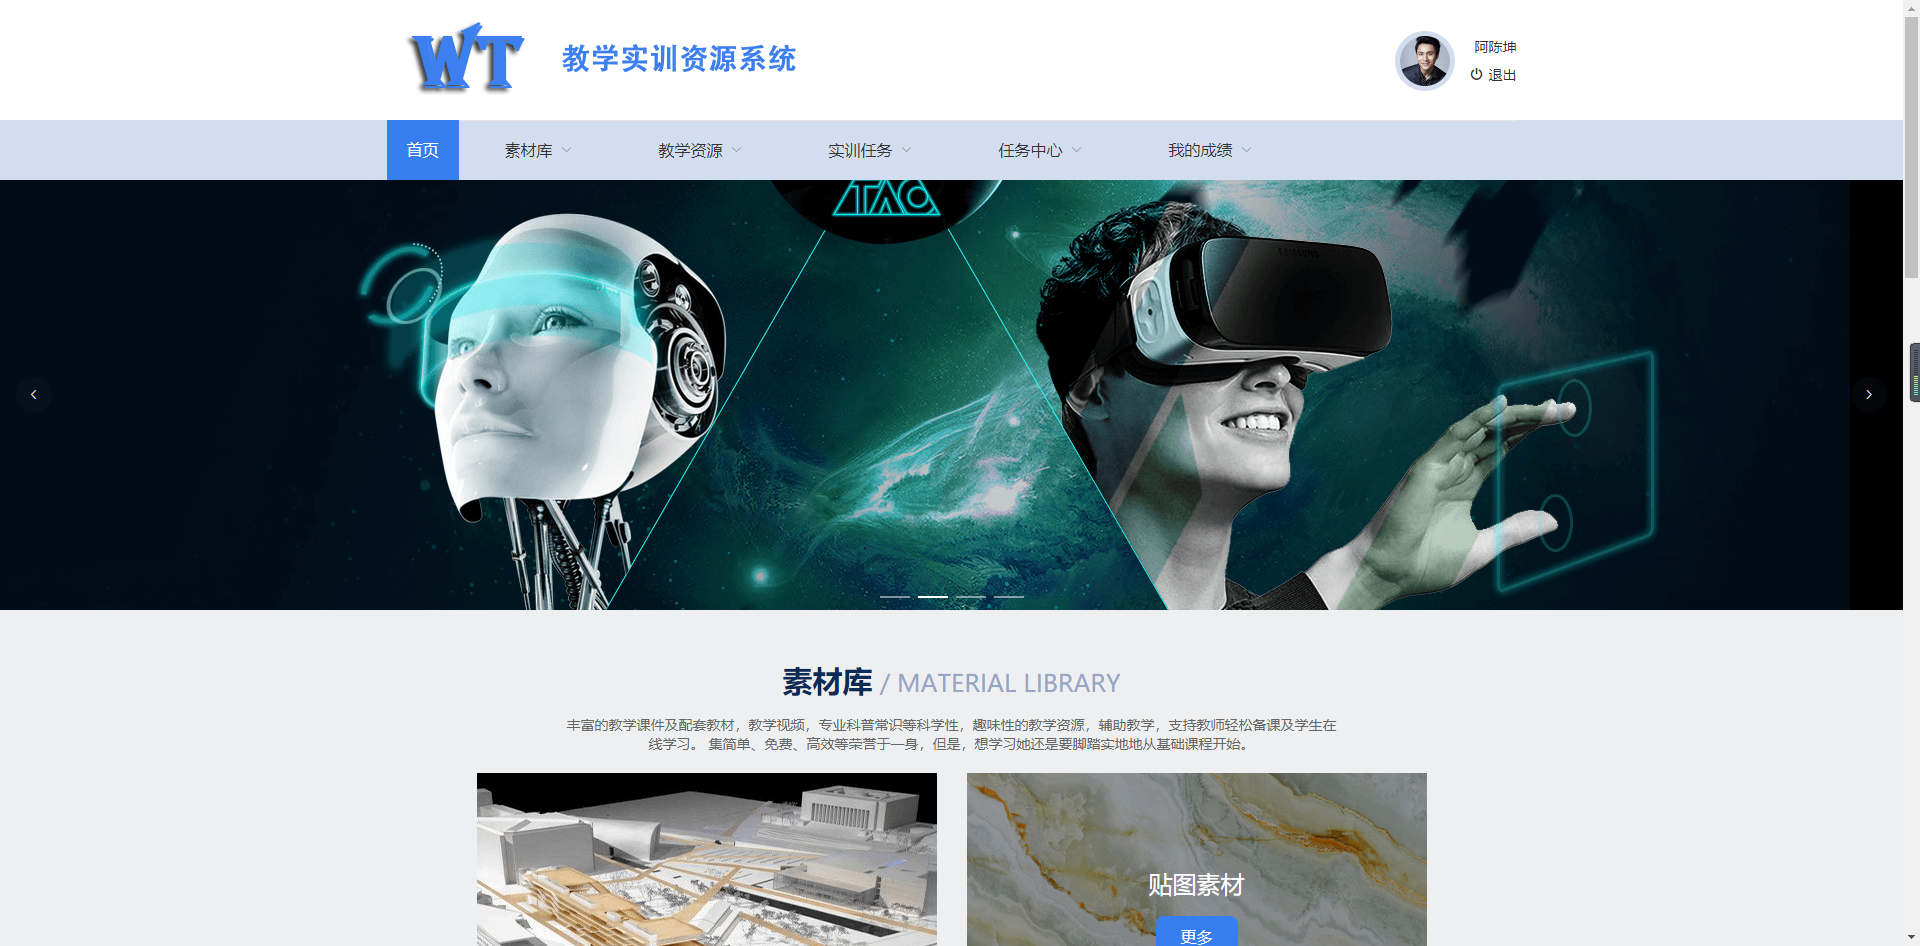 WT 教学实训资源系统
阿陈坤
退出
首页 素材库 教学资源 实训任务 任务中心 我的成绩
TAO
SAMSUNG
素材库 / MATERIAL LIBRARY
丰富的教学课件及配套教材，教学视频，专业科普常识等科学性，趣味性的教学资源，辅助教学，支持教师轻松备课及学生在
线学习。 集简单、免费、高效等荣誉于一身，但是，想学习她还是要脚踏实地地从基础课程开始。
贴图素材
更多